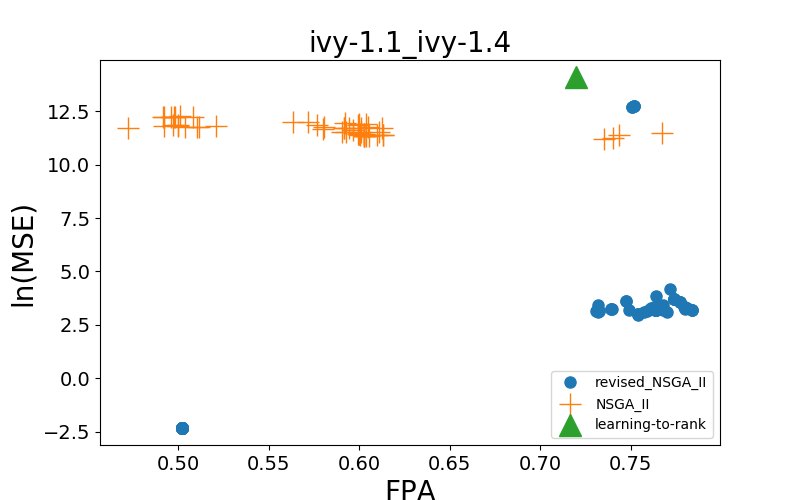 ivy-1.1_ivy-1.4
ln(MSE)
12.5
10.0
7.5
5.0
2.5
0.0
−2.5
revised_NSGA_II
NSGA_II
learning-to-rank
0.50 0.55 0.60 0.65 0.70 0.75
FPA